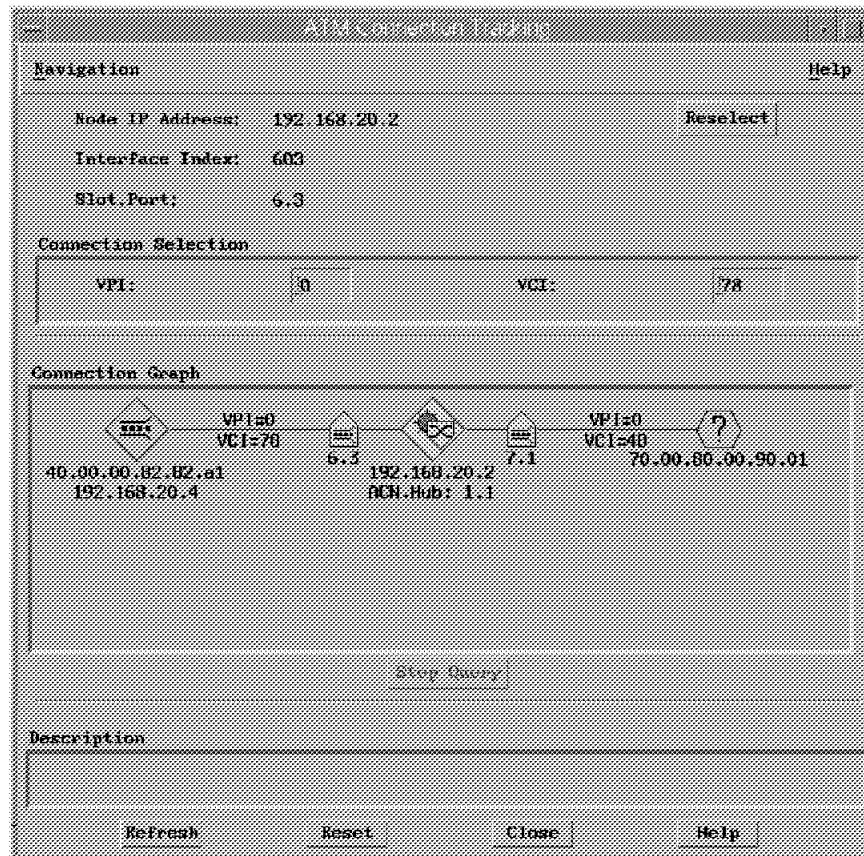 ATM Connection Tracking
Navigation Help
Node IP Address: 192.168.20.2 Reselect
Interface Index: 603
Slot.Port: 6.3
Connection Selection
VPI: 0 VCI: 78
Connection Graph
VPI=0 VPI=0 ?
VCI=78 VCI=48
6.3 7.1
40.00.00.82.82.a1 192.168.20.2 70.00.80.00.90.01
192.168.20.4 ACN.Hub: 1.1
Stop Query
Description
Refresh Reset Close Help